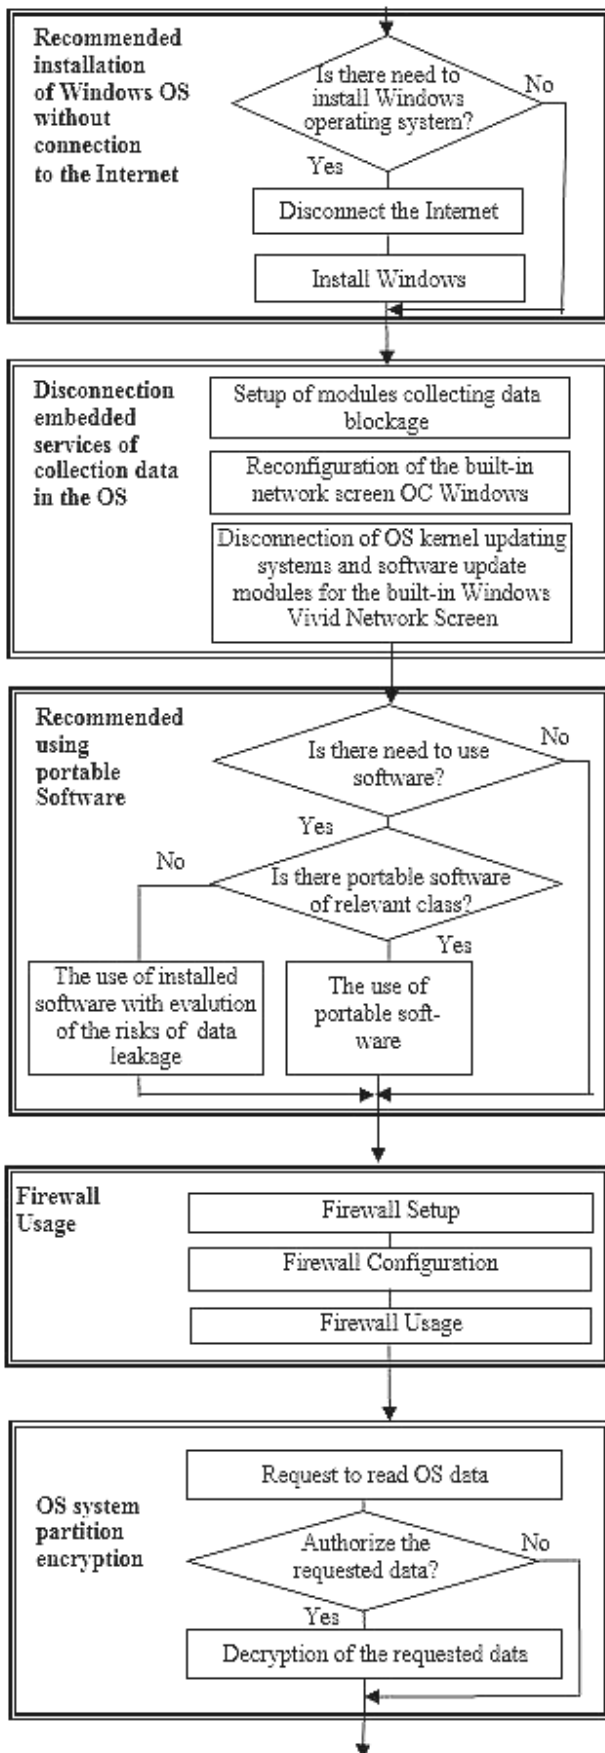 Recommended
installation
of Windows OS
without
connection
to the Internet
Is there need to
install Windows
operating system?
No
Yes
Disconnect the Internet
Install Windows
Disconnection
embedded
services of
collection data
in the OS
Setup of modules collecting data
blockage
Reconfiguration of the built-in
network screen OC Windows
Disconnection of OS kernel updating
systems and software update
modules for the built-in Windows
Vivid Network Screen
Recommended
using
portable
Software
Is there need to use
software?
No
Yes
No
Is there portable software
of relevant class?
Yes
The use of installed
software with evalution
of the risks of data
leakage
The use of
portable soft-
ware
Firewall
Usage
Firewall Setup
Firewall Configuration
Firewall Usage
OS system
partition
encryption
Request to read OS data
Authorize the
requested data?
No
Yes
Decryption of the requested data